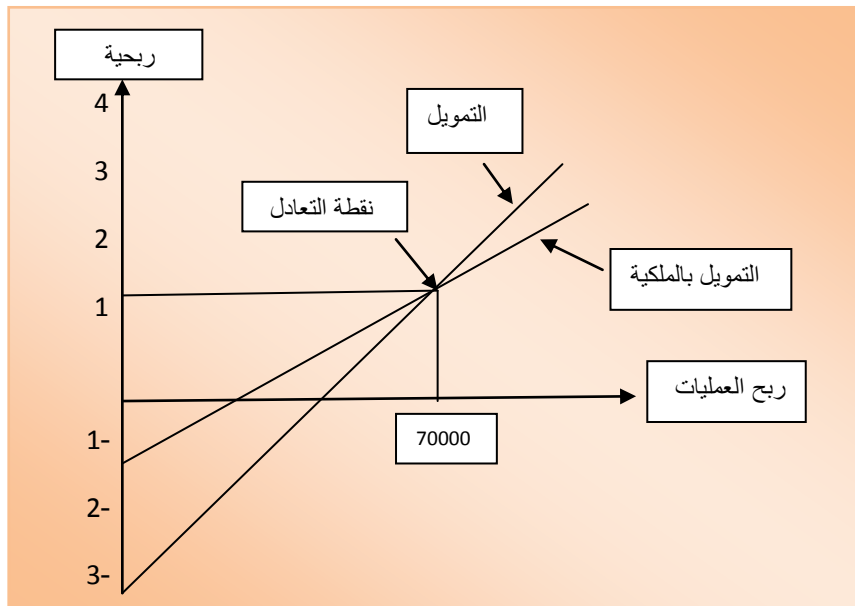 ربحية
4
التمويل
3
نقطة التعادل
2
التمويل بالملكية
1
ربح العمليات
70000
1-
2-
3-